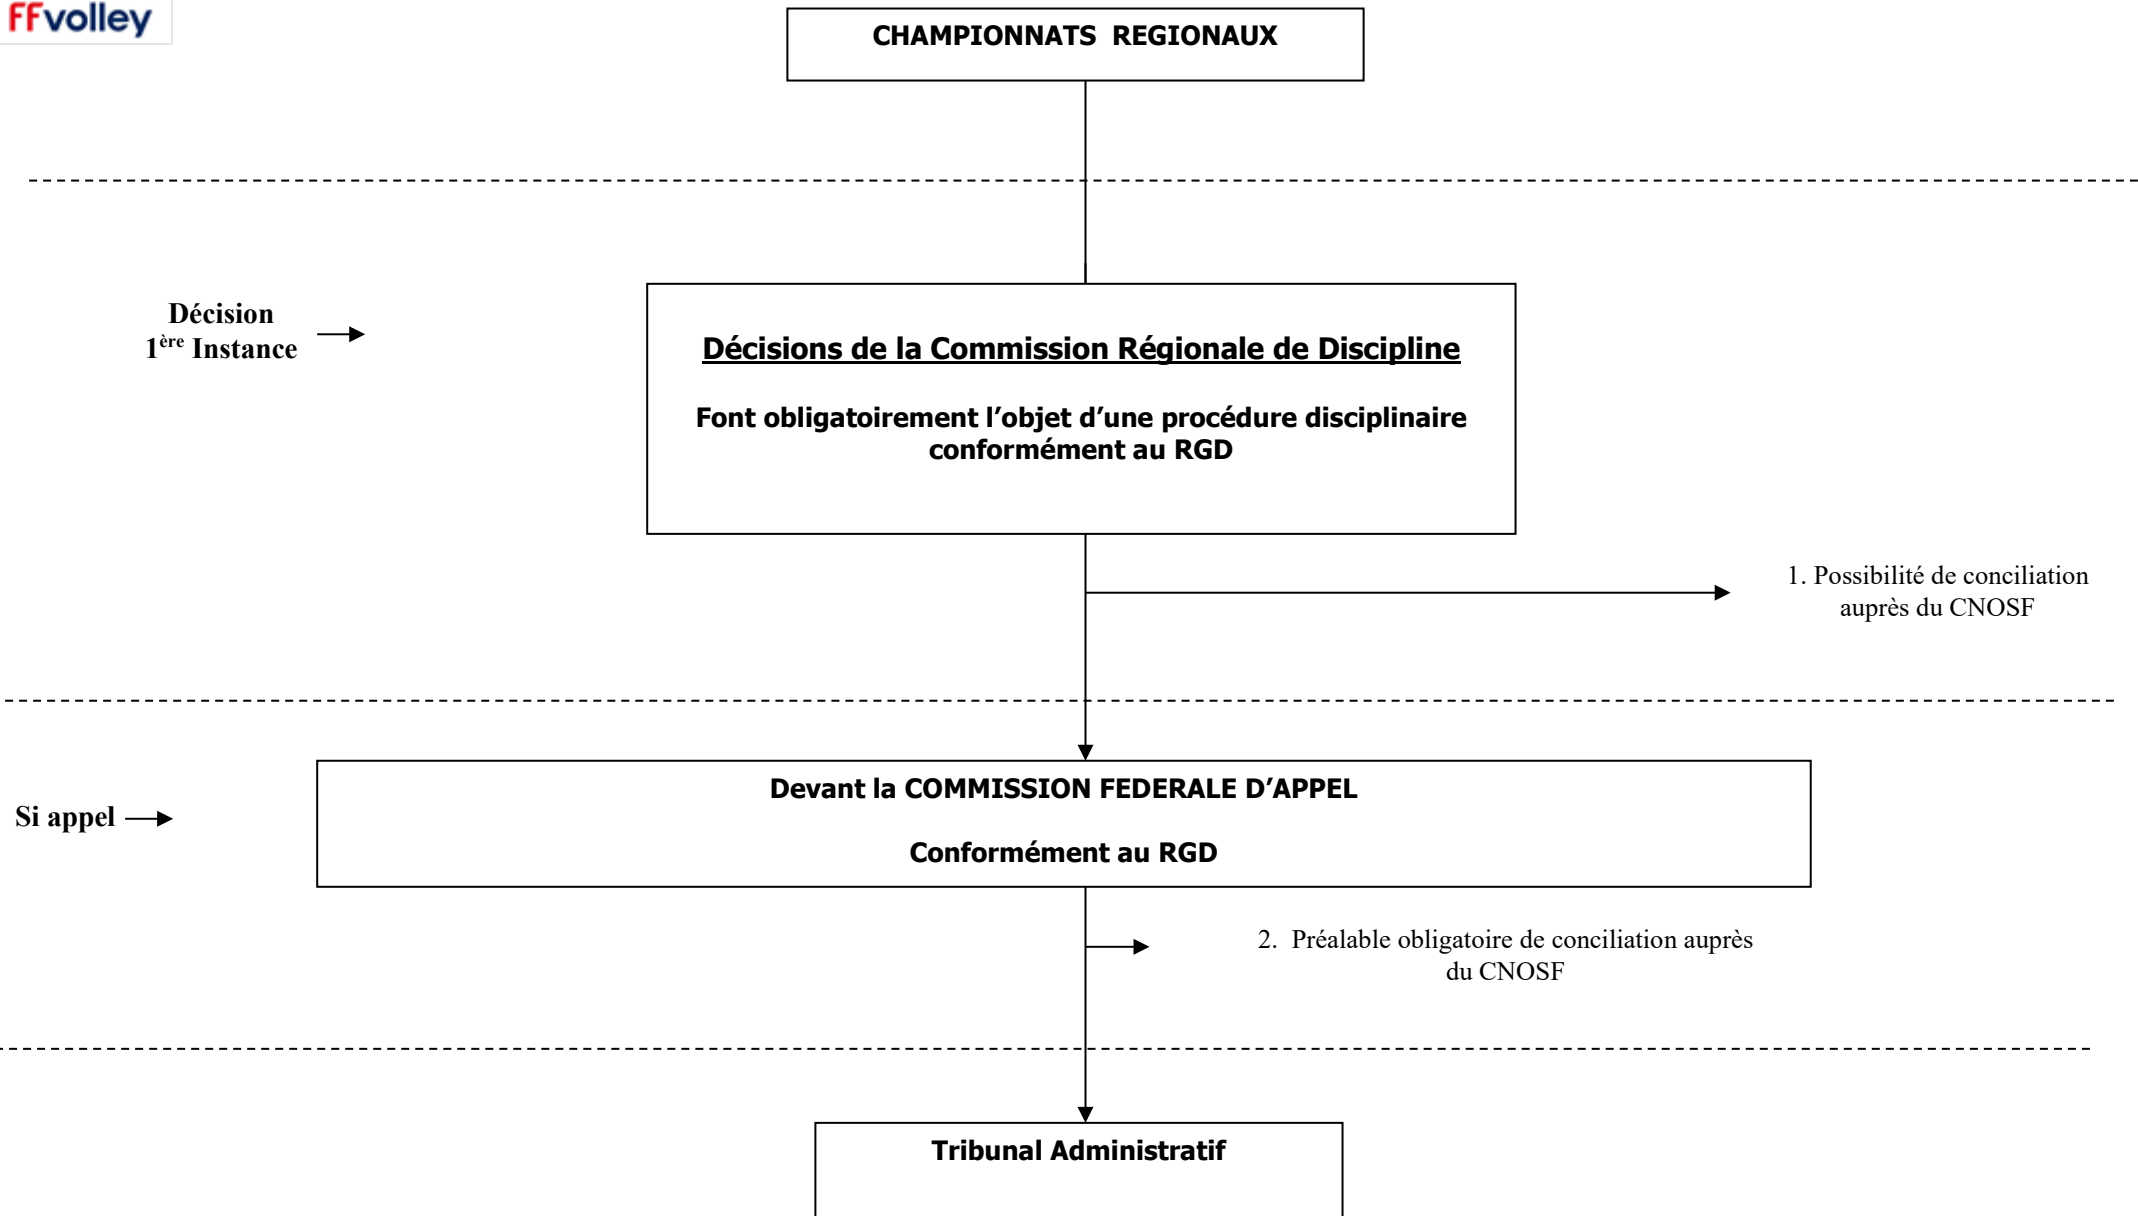 FFvolley
CHAMPIONNATS  REGIONAUX
Décision
1ère Instance
Décisions de la Commission Régionale de Discipline
Font obligatoirement l’objet d’une procédure disciplinaire
conformément au RGD
1. Possibilité de conciliation
auprès du CNOSF
Si appel
Devant la COMMISSION FEDERALE D’APPEL
Conformément au RGD
2.  Préalable obligatoire de conciliation auprès
du CNOSF
Tribunal Administratif